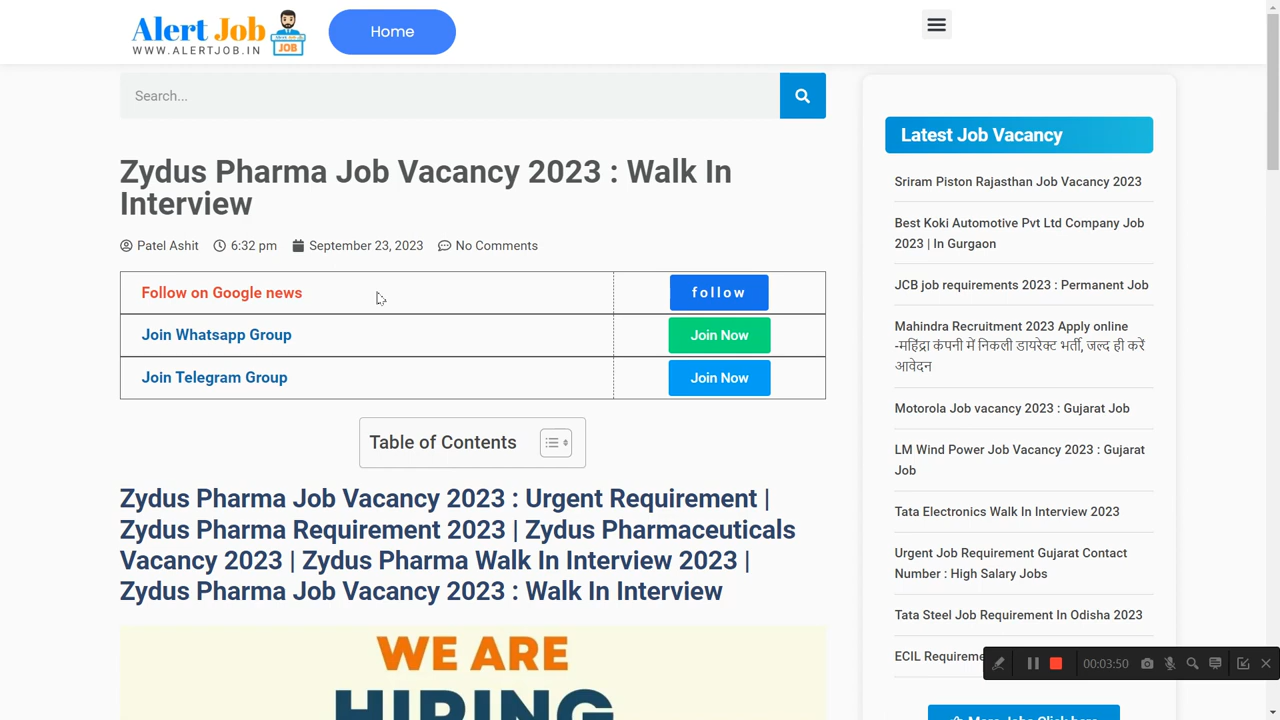 Alert Job
WWW.ALERTJOB.IN
JOB
Home
Search...
Zydus Pharma Job Vacancy 2023 : Walk In
Interview
Patel Ashit 6:32 pm September 23, 2023 No Comments
Follow on Google news follow
Join Whatsapp Group Join Now
Join Telegram Group Join Now
Table of Contents
Zydus Pharma Job Vacancy 2023 : Urgent Requirement |
Zydus Pharma Requirement 2023 | Zydus Pharmaceuticals
Vacancy 2023 | Zydus Pharma Walk In Interview 2023 |
Zydus Pharma Job Vacancy 2023 : Walk In Interview
WE ARE
HIRING
Latest Job Vacancy
Sriram Piston Rajasthan Job Vacancy 2023
Best Koki Automotive Pvt Ltd Company Job
2023 | In Gurgaon
JCB job requirements 2023 : Permanent Job
Mahindra Recruitment 2023 Apply online
-महिंद्रा कंपनी में निकली डायरेक्ट भर्ती, जल्द ही करें
आवेदन
Motorola Job vacancy 2023 : Gujarat Job
LM Wind Power Job Vacancy 2023 : Gujarat
Job
Tata Electronics Walk In Interview 2023
Urgent Job Requirement Gujarat Contact
Number : High Salary Jobs
Tata Steel Job Requirement In Odisha 2023
ECIL Requireme
00:03:50
More Jobs Click here